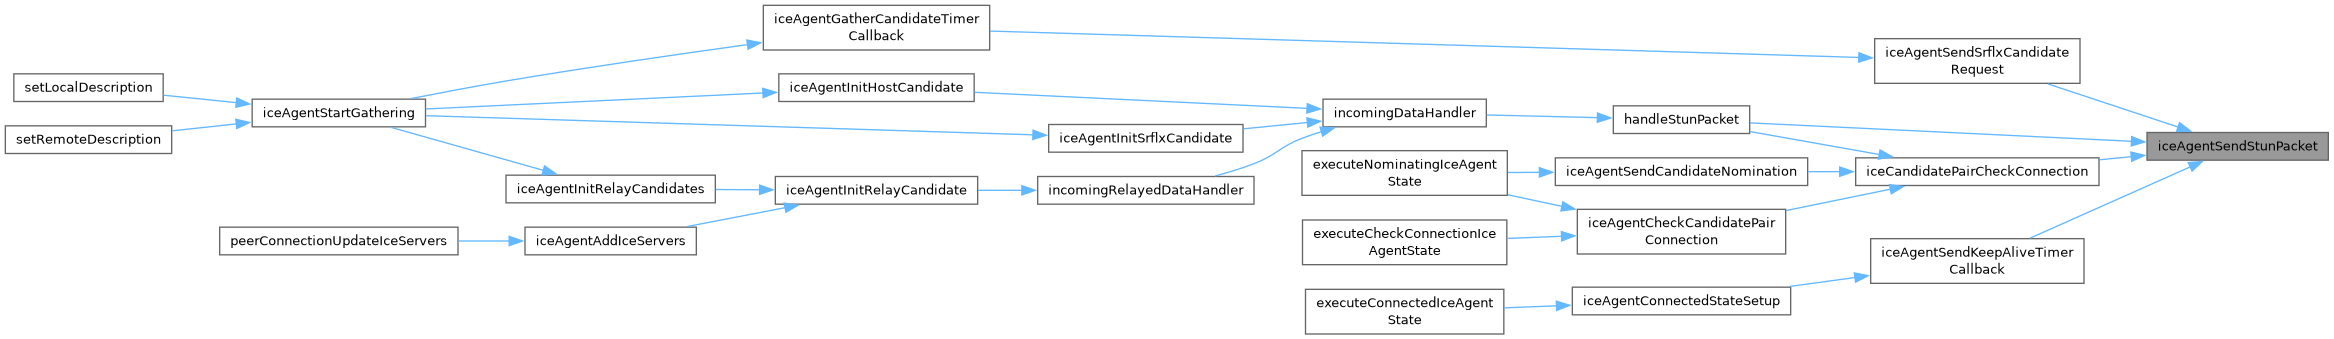 iceAgentGatherCandidateTimer
Callback
iceAgentSendSrflxCandidate
Request
setLocalDescription
iceAgentInitHostCandidate
iceAgentStartGathering
incomingDataHandler
handleStunPacket
setRemoteDescription
iceAgentInitSrflxCandidate
iceAgentSendStunPacket
executeNominatingIceAgent
State
iceAgentSendCandidateNomination
iceCandidatePairCheckConnection
iceAgentInitRelayCandidates
iceAgentInitRelayCandidate
incomingRelayedDataHandler
iceAgentCheckCandidatePair
Connection
peerConnectionUpdateIceServers
iceAgentAddIceServers
executeCheckConnectionIce
AgentState
iceAgentSendKeepAliveTimer
Callback
executeConnectedIceAgent
State
iceAgentConnectedStateSetup